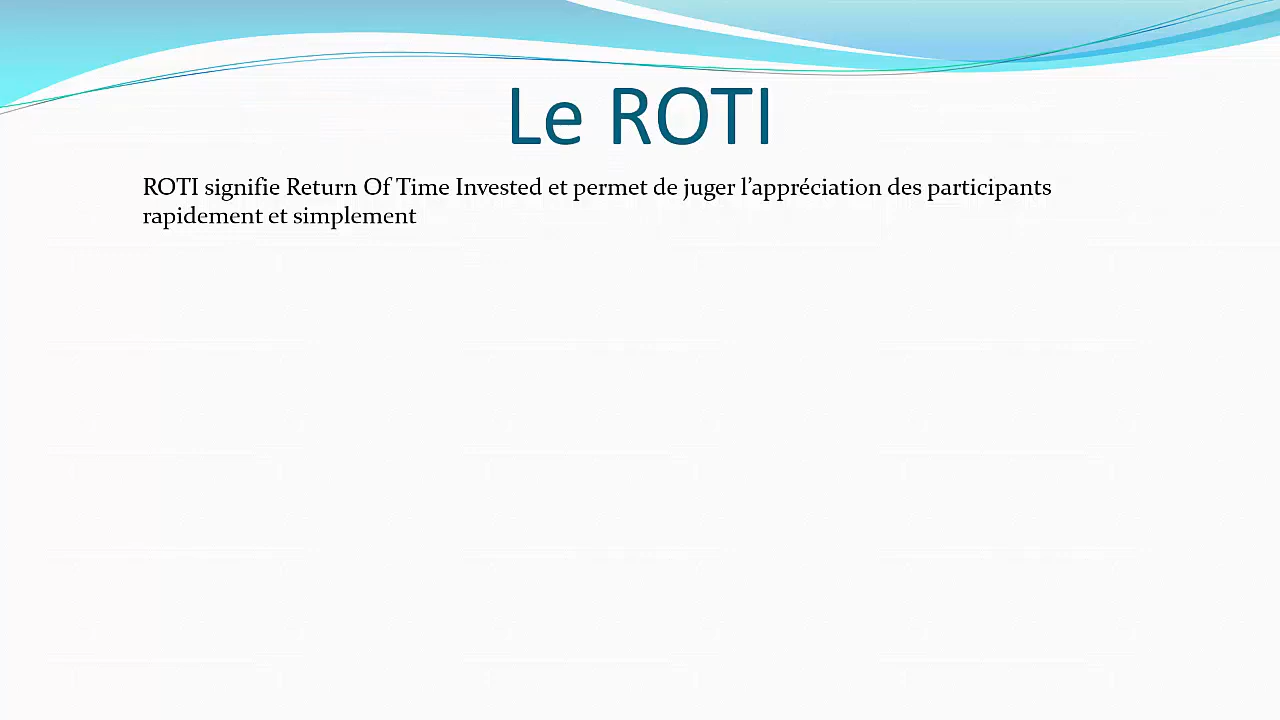 Le ROTI
ROTI signifie Return Of Time Invested et permet de juger l’appréciation des participants
rapidement et simplement